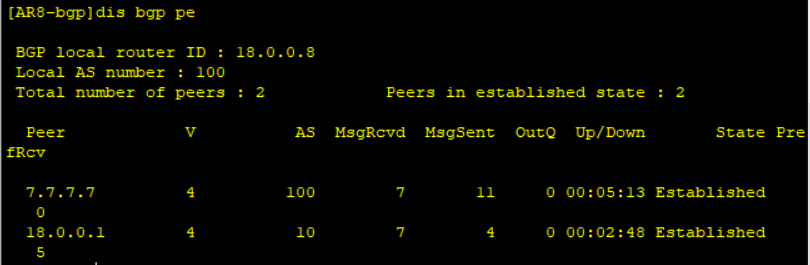 [AR8-bgp]dis bgp pe
BGP local router ID : 18.0.0.8
Local AS number : 100
Total number of peers : 2 Peers in established state : 2
Peer V AS MsgRcvd MsgSent OutQ Up/Down State Pre
fRcv
7.7.7.7 4 100 7 11 0 00:05:13 Established
0
18.0.0.1 4 10 7 4 0 00:02:48 Established
5